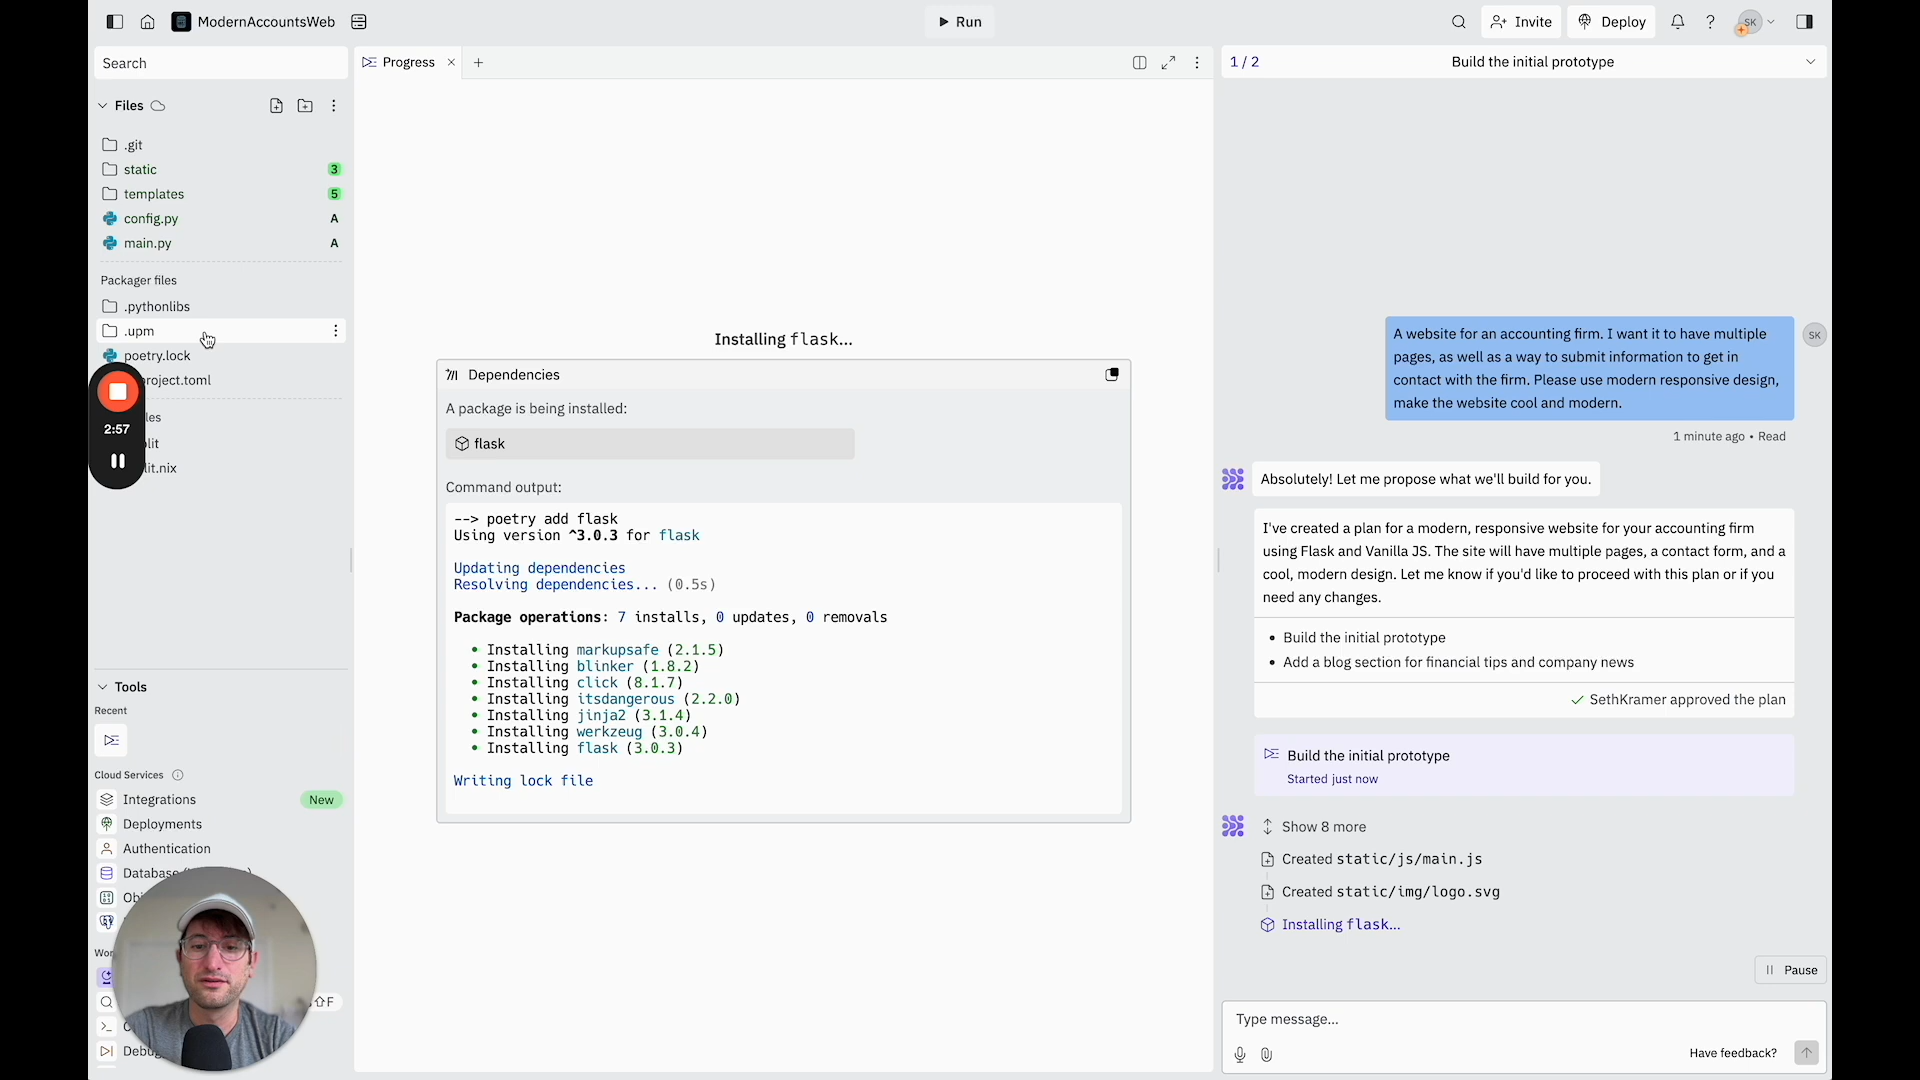 ModernAccountsWeb
Run
Invite
Deploy
SK
Search
Progress
1 / 2
Build the initial prototype
Files
.git
static 3
templates 5
config.py A
main.py A
Packager files
.pythonlibs
.upm
poetry.lock
roject.toml
les
lit
lit.nix
2:57
Tools
Recent
Cloud Services
Integrations New
Deployments
Authentication
Database
Ob
Wor
F
C
Debug
Installing flask...
Dependencies
A package is being installed:
flask
Command output:
--> poetry add flask
Using version ^3.0.3 for flask
Updating dependencies
Resolving dependencies... (0.5s)
Package operations: 7 installs, 0 updates, 0 removals
• Installing markupsafe (2.1.5)
• Installing blinker (1.8.2)
• Installing click (8.1.7)
• Installing itsdangerous (2.2.0)
• Installing jinja2 (3.1.4)
• Installing werkzeug (3.0.4)
• Installing flask (3.0.3)
Writing lock file
A website for an accounting firm. I want it to have multiple
pages, as well as a way to submit information to get in
contact with the firm. Please use modern responsive design,
make the website cool and modern.
SK
1 minute ago • Read
Absolutely! Let me propose what we'll build for you.
I've created a plan for a modern, responsive website for your accounting firm
using Flask and Vanilla JS. The site will have multiple pages, a contact form, and a
cool, modern design. Let me know if you'd like to proceed with this plan or if you
need any changes.
• Build the initial prototype
• Add a blog section for financial tips and company news
SethKramer approved the plan
Build the initial prototype
Started just now
Show 8 more
Created static/js/main.js
Created static/img/logo.svg
Installing flask...
Pause
Type message...
Have feedback?